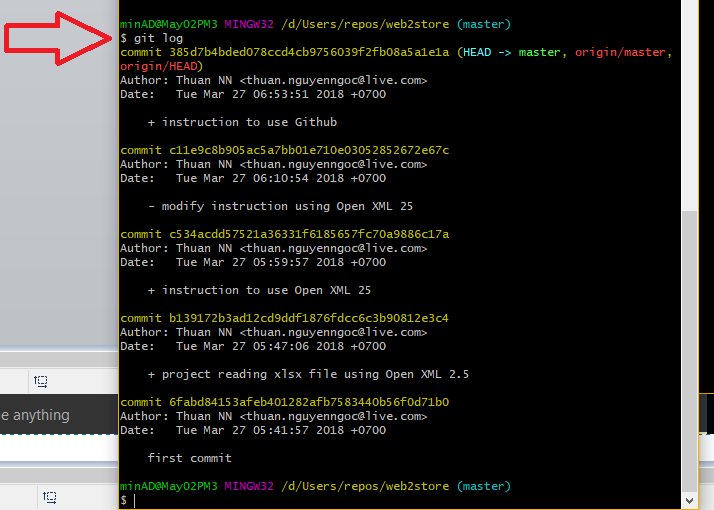 minAD@May02PM3 MINGW32 /d/Users/repos/web2store (master)
$ git log
commit 385d7b4bded078ccd4cb9756039f2fb08a5a1e1a (HEAD -> master, origin/master,
origin/HEAD)
Author: Thuan NN <thuan.nguyenngoc@live.com>
Date:   Tue Mar 27 06:53:51 2018 +0700
+ instruction to use Github
commit c11e9c8b905ac5a7bb01e710e03052852672e67c
Author: Thuan NN <thuan.nguyenngoc@live.com>
Date:   Tue Mar 27 06:10:54 2018 +0700
- modify instruction using Open XML 25
commit c534acdd57521a36331f6185657fc70a9886c17a
Author: Thuan NN <thuan.nguyenngoc@live.com>
Date:   Tue Mar 27 05:59:57 2018 +0700
+ instruction to use Open XML 25
commit b139172b3ad12cd9ddf1876fdcc6c3b90812e3c4
Author: Thuan NN <thuan.nguyenngoc@live.com>
Date:   Tue Mar 27 05:47:06 2018 +0700
+ project reading xlsx file using Open XML 2.5
commit 6fabd84153afeb401282afb7583440b56f0d71b0
Author: Thuan NN <thuan.nguyenngoc@live.com>
Date:   Tue Mar 27 05:41:57 2018 +0700
e anything
first commit
minAD@May02PM3 MINGW32 /d/Users/repos/web2store (master)
$